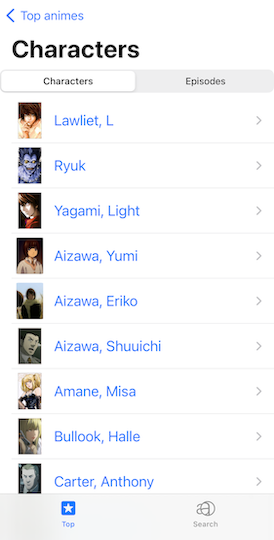 Top animes
Characters
Characters
Episodes
Lawliet, L
Ryuk
Yagami, Light
Aizawa, Yumi
Aizawa, Eriko
Aizawa, Shuuichi
Amane, Misa
Bullook, Halle
Carter, Anthony
Top
Search